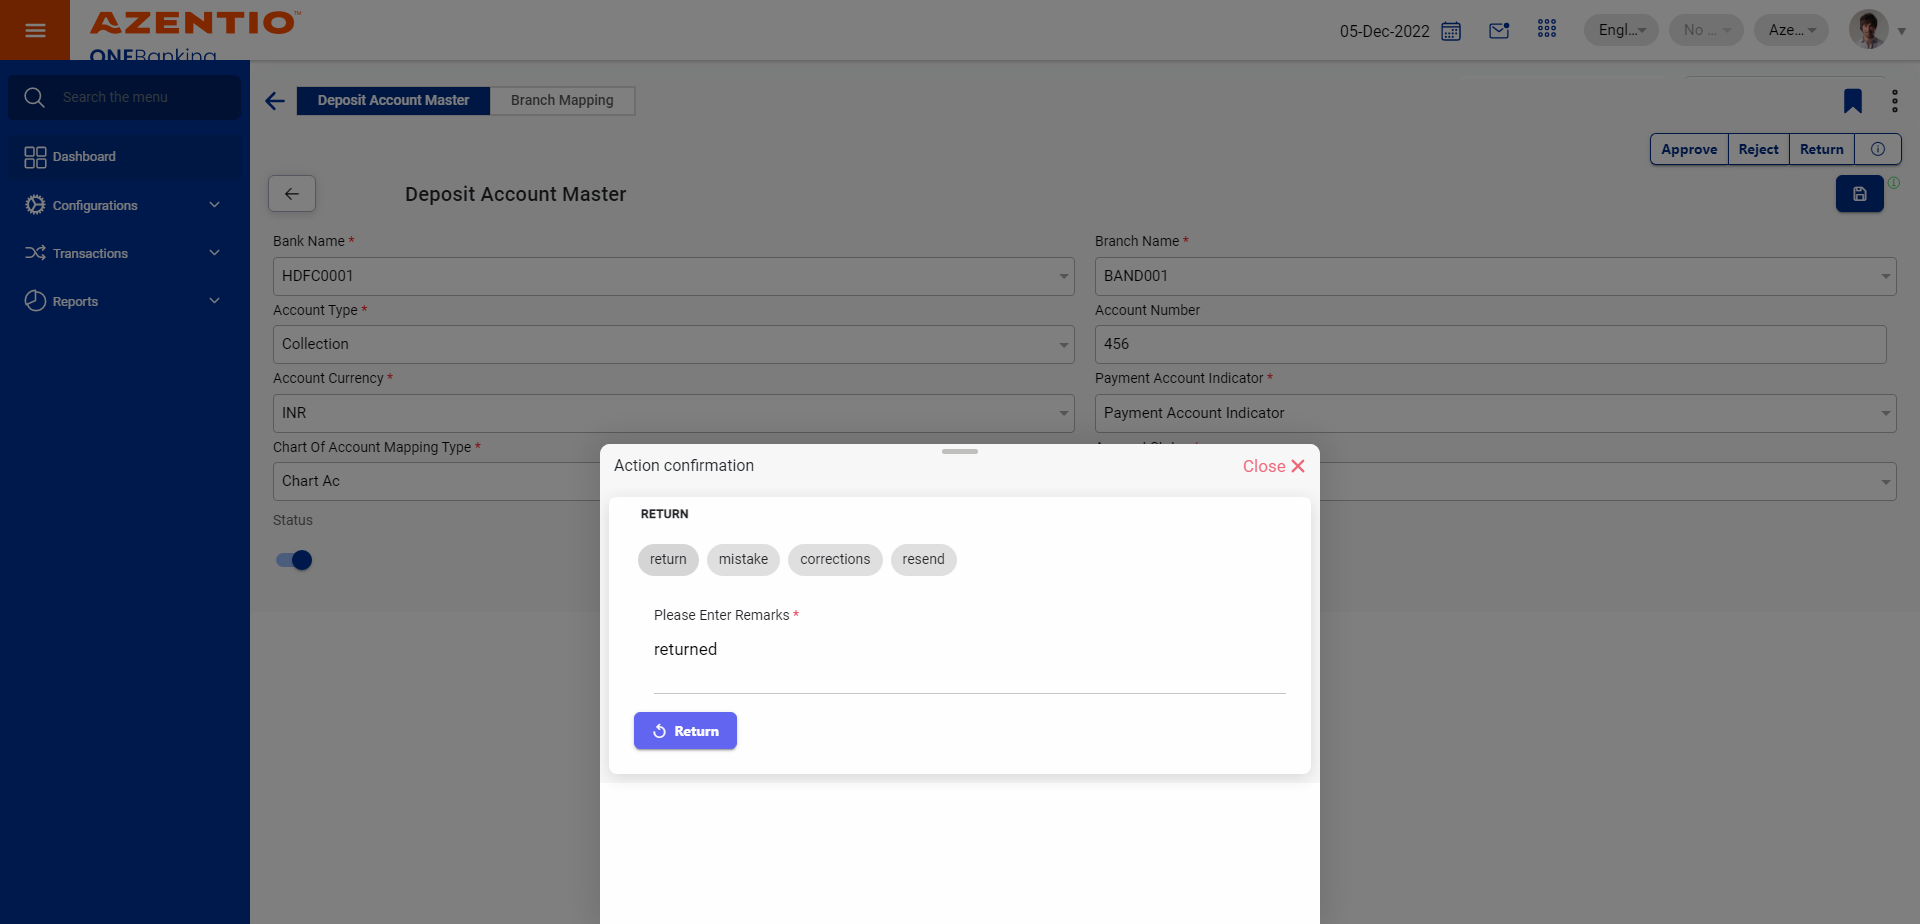 AZENTIO™
ONEBanking
05-Dec-2022
Engl...
No ...
Aze...
Search the menu
Dashboard
Configurations
Transactions
Reports
Deposit Account Master
Branch Mapping
Approve
Reject
Return
Deposit Account Master
Bank Name *
Branch Name *
HDFC0001
BAND001
Account Type *
Account Number
Collection
456
Account Currency *
Payment Account Indicator *
INR
Payment Account Indicator
Chart Of Account Mapping Type *
Chart Ac
Status
Action confirmation
Close
RETURN
return
mistake
corrections
resend
Please Enter Remarks *
returned
Return